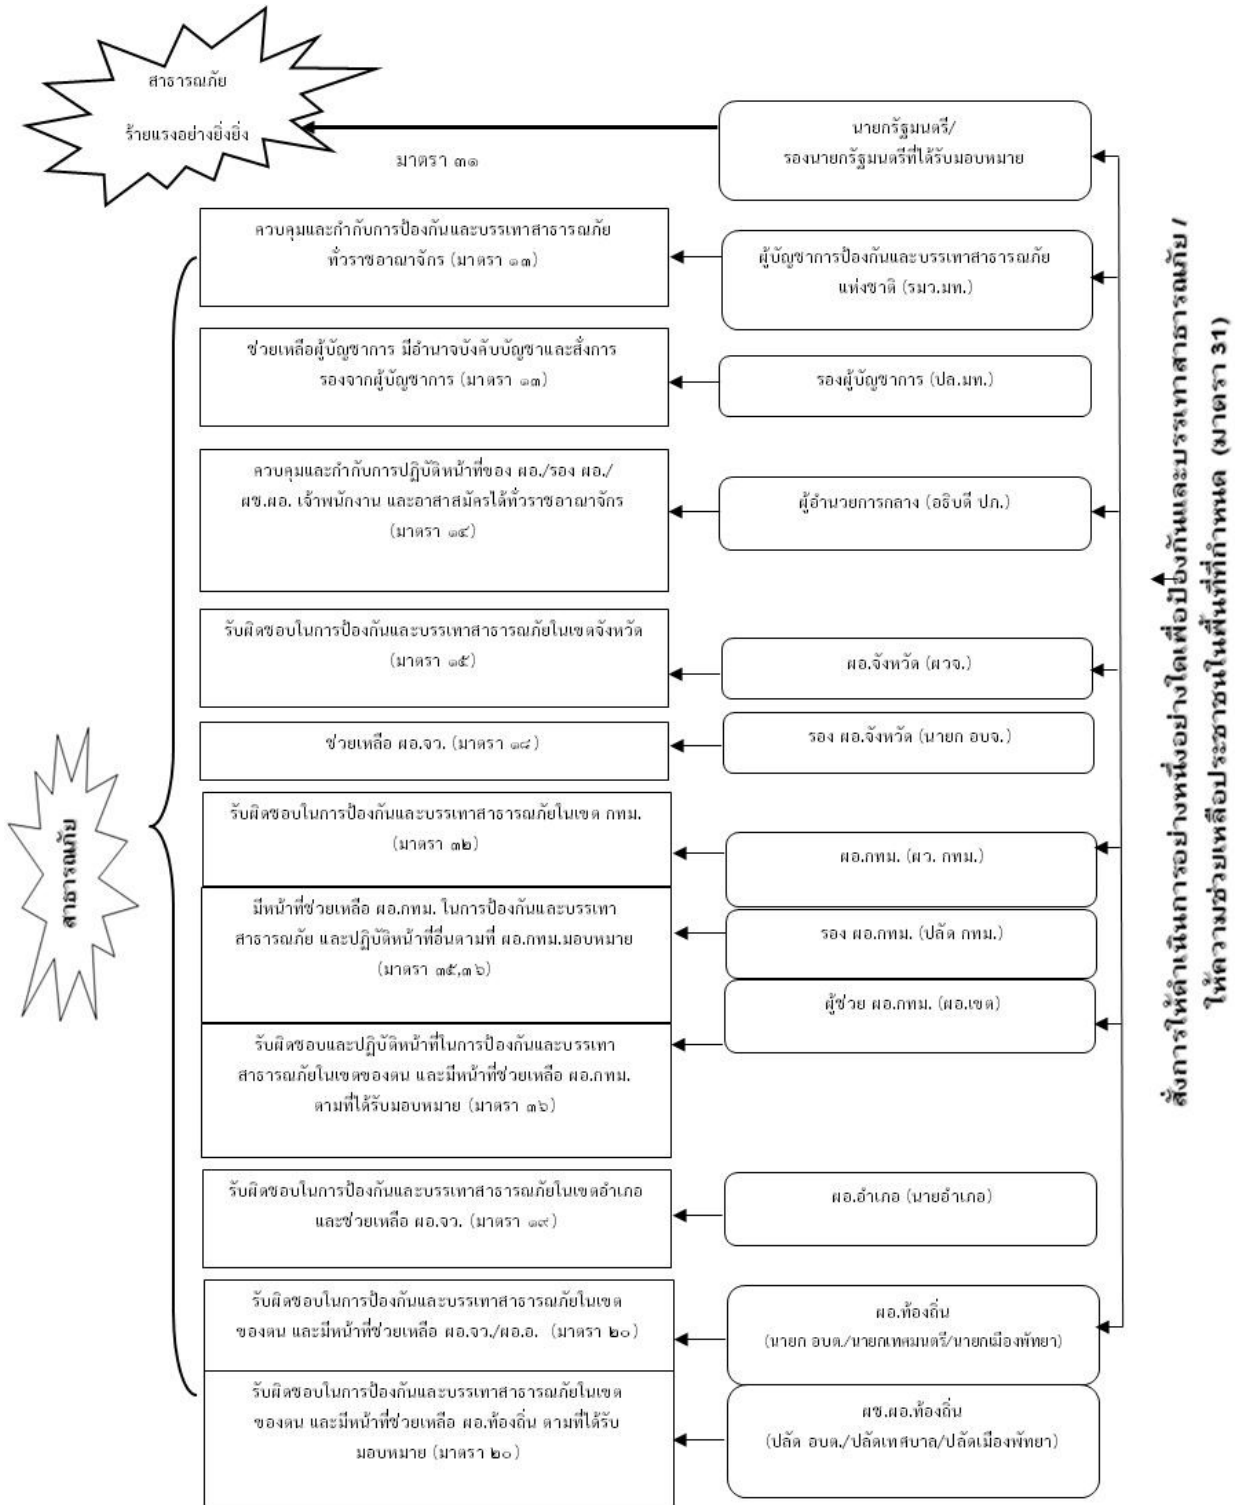 สาธารณภัย
ร้ายแรงอย่างยิ่งยิ่ง
มาตรา ๓๑
นายกรัฐมนตรี/
รองนายกรัฐมนตรีที่ได้รับมอบหมาย
ควบคุมและกำกับการป้องกันและบรรเทาสาธารณภัย
ทั่วราชอาณาจักร (มาตรา ๑๓)
ผู้บัญชาการป้องกันและบรรเทาสาธารณภัย
แห่งชาติ (รมว.มท.)
ช่วยเหลือผู้บัญชาการ มีอำนาจบังคับบัญชาและสั่งการ
รองจากผู้บัญชาการ (มาตรา ๑๓)
รองผู้บัญชาการ (ปล.มท.)
ควบคุมและกำกับการปฏิบัติหน้าที่ของ ผอ./รอง ผอ./
ผช.ผอ. เจ้าพนักงาน และอาสาสมัครได้ทั่วราชอาณาจักร
(มาตรา ๑๔)
ผู้อำนวยการกลาง (อธิบดี ปภ.)
รับผิดชอบในการป้องกันและบรรเทาสาธารณภัยในเขตจังหวัด
(มาตรา ๑๕)
ผอ.จังหวัด (ผวจ.)
ช่วยเหลือ ผอ.จว. (มาตรา ๑๘)
รอง ผอ.จังหวัด (นายก อบจ.)
รับผิดชอบในการป้องกันและบรรเทาสาธารณภัยในเขต กทม.
(มาตรา ๓๒)
ผอ.กทม. (ผว. กทม.)
มีหน้าที่ช่วยเหลือ ผอ.กทม. ในการป้องกันและบรรเทา
สาธารณภัย และปฏิบัติหน้าที่อื่นตามที่ ผอ.กทม.มอบหมาย
(มาตรา ๓๕,๓๖)
รอง ผอ.กทม. (ปลัด กทม.)
ผู้ช่วย ผอ.กทม. (ผอ.เขต)
รับผิดชอบและปฏิบัติหน้าที่ในการป้องกันและบรรเทา
สาธารณภัยในเขตของตน และมีหน้าที่ช่วยเหลือ ผอ.กทม.
ตามที่ได้รับมอบหมาย (มาตรา ๓๖)
รับผิดชอบในการป้องกันและบรรเทาสาธารณภัยในเขตอำเภอ
และช่วยเหลือ ผอ.จว. (มาตรา ๑๙)
ผอ.อำเภอ (นายอำเภอ)
รับผิดชอบในการป้องกันและบรรเทาสาธารณภัยในเขต
ของตน และมีหน้าที่ช่วยเหลือ ผอ.จว./ผอ.อ. (มาตรา ๒๐)
ผอ.ท้องถิ่น
(นายก อบต./นายกเทศมนตรี/นายกเมืองพัทยา)
รับผิดชอบในการป้องกันและบรรเทาสาธารณภัยในเขต
ของตน และมีหน้าที่ช่วยเหลือ ผอ.ท้องถิ่น ตามที่ได้รับ
มอบหมาย (มาตรา ๒๐)
ผช.ผอ.ท้องถิ่น
(ปลัด อบต./ปลัดเทศบาล/ปลัดเมืองพัทยา)
สาธารณภัย
สั่งการให้ดำเนินการอย่างหนึ่งอย่างใดเพื่อป้องกันและบรรเทาสาธารณภัย/
ให้ความช่วยเหลือประชาชนในพื้นที่ที่กำหนด (มาตรา 31)